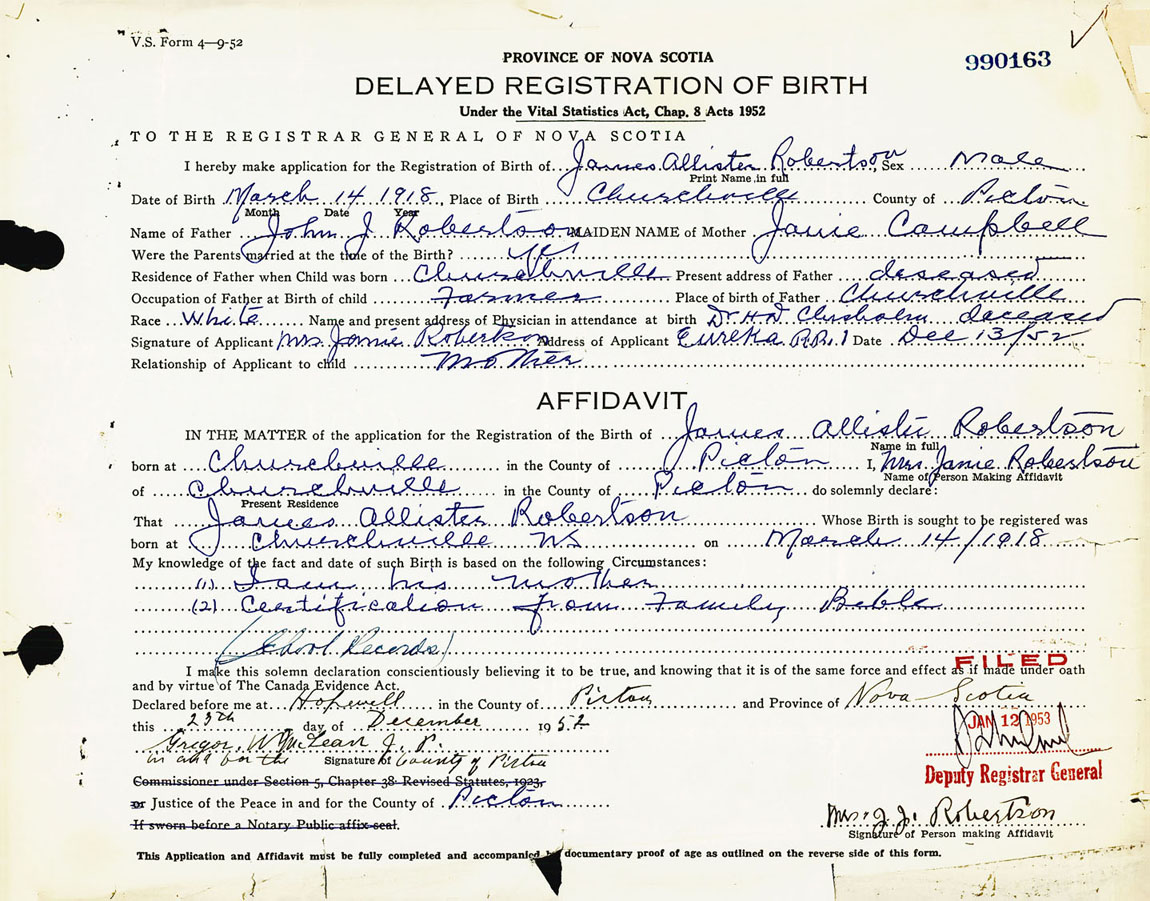 V.S. Form 4—9-52
PROVINCE OF NOVA SCOTIA
990163
DELAYED REGISTRATION OF BIRTH
Under the Vital Statistics Act, Chap. 8 Acts 1952
TO THE REGISTRAR GENERAL OF NOVA SCOTIA
I hereby make application for the Registration of Birth of James Allister Robertson, Sex Male
Print Name in full
Date of Birth March 14 1918, Place of Birth Churchville County of Pictou
Month Date Year
Name of Father John J Robertson MAIDEN NAME of Mother Janie Campbell
Were the Parents married at the time of the Birth? yes
Residence of Father when Child was born Churchville Present address of Father deceased
Occupation of Father at Birth of child Farmer Place of birth of Father Churchville
Race White Name and present address of Physician in attendance at birth Dr H W Chisholm deceased
Signature of Applicant Mrs. Janie Robertson Address of Applicant Eureka R.R. 1 Date Dec 13/52
Relationship of Applicant to child Mother
AFFIDAVIT
IN THE MATTER of the application for the Registration of the Birth of James Allister Robertson
Name in full
born at Churchville in the County of Pictou I, Mrs. Janie Robertson
Name of Person Making Affidavit
of Churchville in the County of Pictou do solemnly declare:
Present Residence
That James Allister Robertson Whose Birth is sought to be registered was
born at Churchville NS on March 14/1918
My knowledge of the fact and date of such Birth is based on the following Circumstances:
(1) I am his mother
(2) Certification from Family Bible
(School Records)
I make this solemn declaration conscientiously believing it to be true, and knowing that it is of the same force and effect as if made under oath
and by virtue of The Canada Evidence Act.
FILED
Declared before me at Hopewell in the County of Pictou and Province of Nova Scotia
this 23th day of December 1952
JAN 12 1953
Grigor W McLean J. P.
in and for the Signature of County of Pictou
Deputy Registrar General
Commissioner under Section 5, Chapter 38 Revised Statutes, 1923,
or Justice of the Peace in and for the County of Pictou
Mrs. J. J. Robertson
If sworn before a Notary Public affix seal.
Signature of Person making Affidavit
This Application and Affidavit must be fully completed and accompanied by documentary proof of age as outlined on the reverse side of this form.